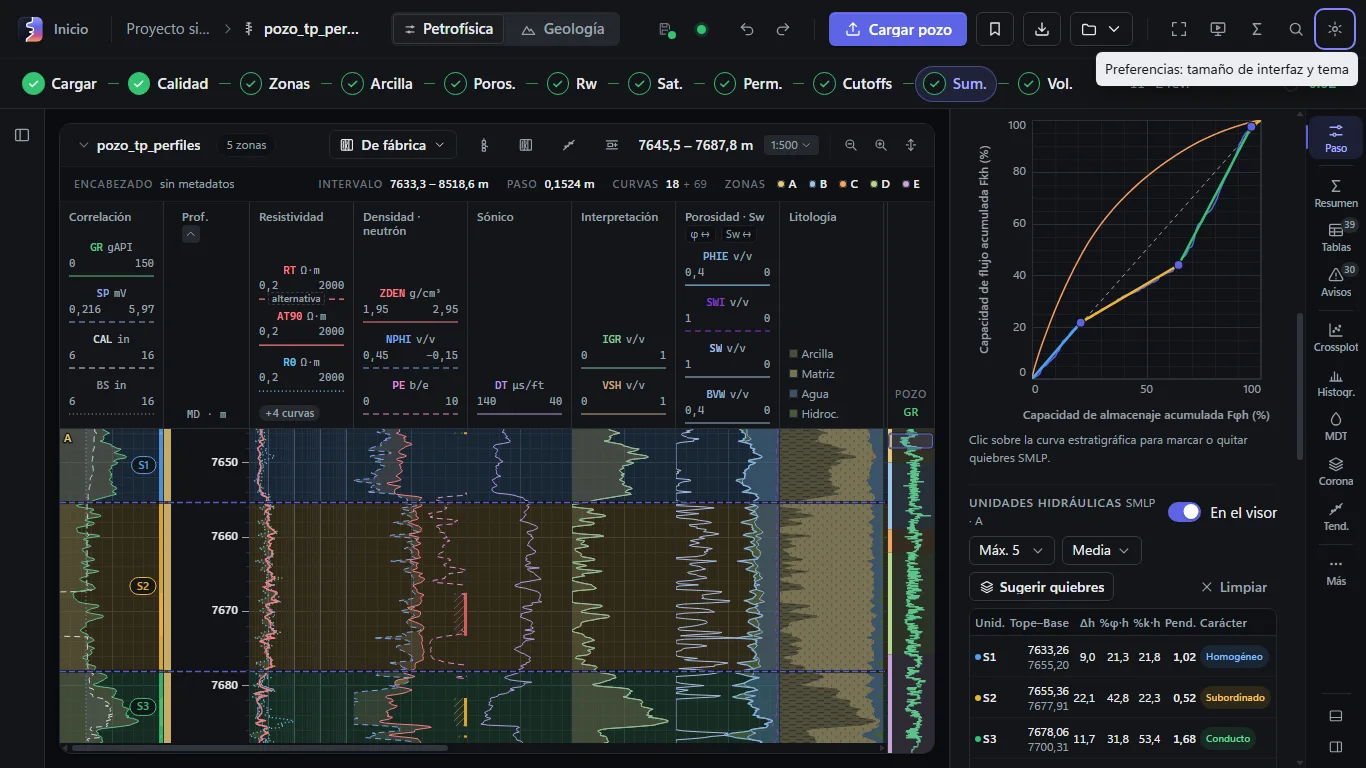 Inicio
Proyecto si...
pozo_tp_per...
Petrofísica
Geología
Cargar pozo
Preferencias: tamaño de interfaz y tema
Cargar
Calidad
Zonas
Arcilla
Poros.
Rw
Sat.
Perm.
Cutoffs
Sum.
Vol.
pozo_tp_perfiles
5 zonas
De fábrica
7645,5 – 7687,8 m
1:500
ENCABEZADO sin metadatos
INTERVALO 7633,3 – 8518,6 m
PASO 0,1524 m
CURVAS 18 + 69
ZONAS A B C D E
Correlación
GR gAPI
0 150
SP mV
0,216 5,97
CAL in
6 16
BS in
6 16
Prof.
MD · m
Resistividad
RT Ω·m
0,2 2000
alternativa
AT90 Ω·m
0,2 2000
R0 Ω·m
0,2 2000
+4 curvas
Densidad ·
neutrón
ZDEN g/cm³
1,95 2,95
NPHI v/v
0,45 −0,15
PE b/e
0 10
Sónico
DT µs/ft
140 40
Interpretación
IGR v/v
0 1
VSH v/v
0 1
Porosidad · Sw
φ ↔ Sw ↔
PHIE v/v
0,4 0
SWI v/v
1 0
SW v/v
1 0
BVW v/v
0,4 0
Litología
Arcilla
Matriz
Agua
Hidroc.
POZO
GR
A
S1
S2
S3
7650
7660
7670
7680
Capacidad de flujo acumulada Fkh (%)
100
80
60
40
20
0
0 50 100
Capacidad de almacenaje acumulada Fφh (%)
Clic sobre la curva estratigráfica para marcar o quitar
quiebres SMLP.
UNIDADES HIDRÁULICAS SMLP
· A
En el visor
Máx. 5
Media
Sugerir quiebres
Limpiar
Unid. Tope–Base Δh %φ·h %k·h Pend. Carácter
S1 7633,26 9,0 21,3 21,8 1,02 Homogéneo
7655,20
S2 7655,36 22,1 42,8 22,3 0,52 Subordinado
7677,91
S3 7678,06 11,7 31,8 53,4 1,68 Conducto
7700,31
Paso
Resumen
39
Tablas
30
Avisos
Crossplot
Histogr.
MDT
Corona
Tend.
Más